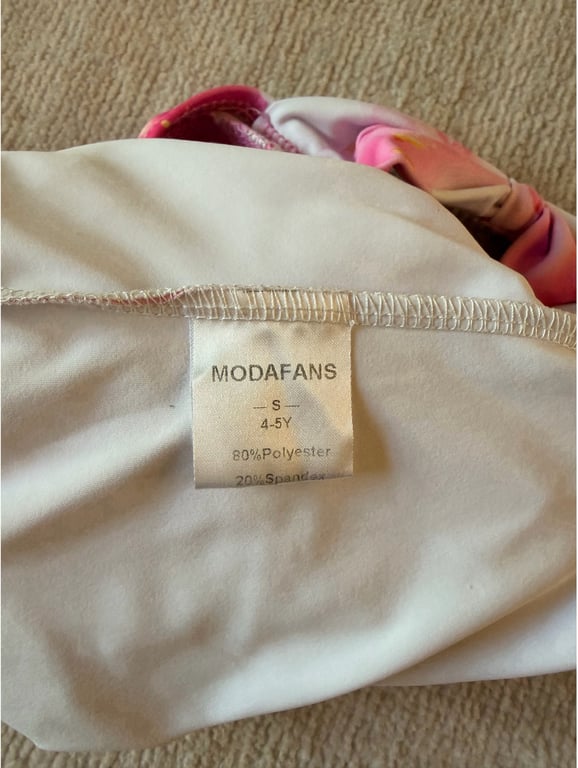 MODAFANS
— S —
4-5Y
80%Polyester
20%Spandex